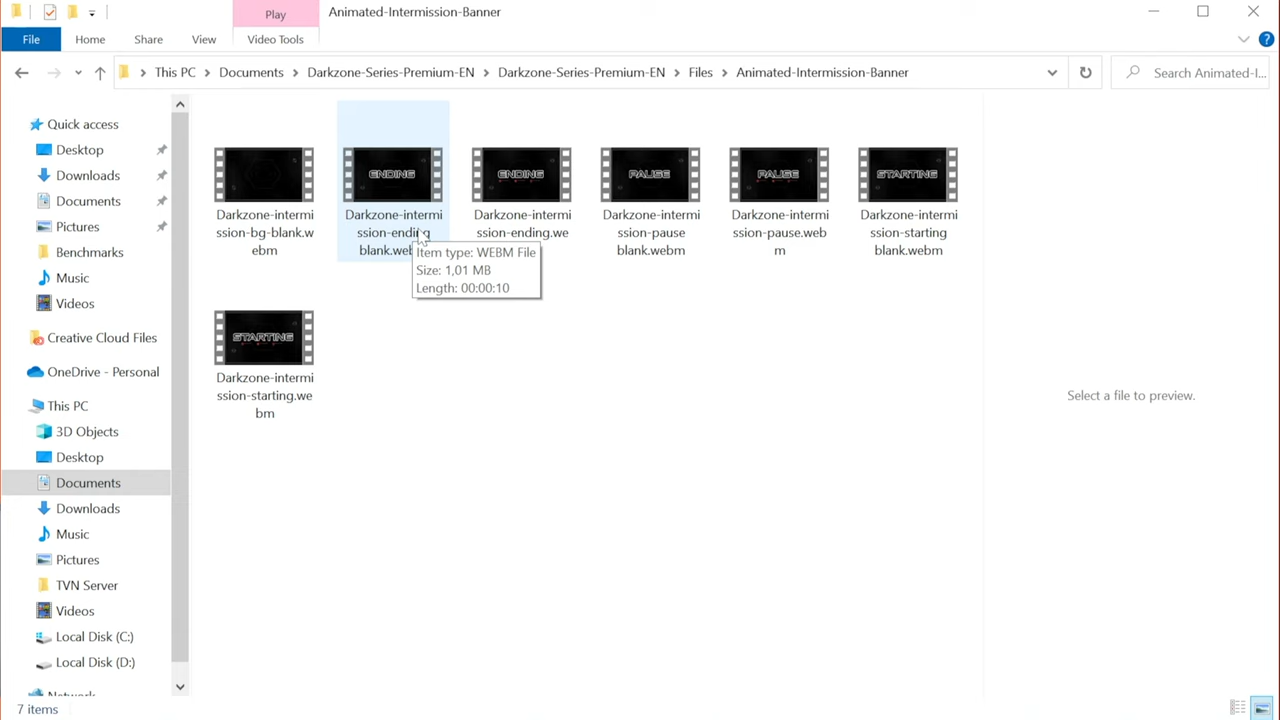 Play
Animated-Intermission-Banner
File
Home
Share
View
Video Tools
This PC
Documents
Darkzone-Series-Premium-EN
Darkzone-Series-Premium-EN
Files
Animated-Intermission-Banner
Search Animated-I...
Quick access
Desktop
Downloads
Documents
Pictures
Benchmarks
Music
Videos
Creative Cloud Files
OneDrive - Personal
This PC
3D Objects
Desktop
Documents
Downloads
Music
Pictures
TVN Server
Videos
Local Disk (C:)
Local Disk (D:)
Network
Darkzone-intermi
ssion-bg-blank.w
ebm
ENDING
Darkzone-intermi
ssion-ending
blank.web
ENDING
Darkzone-intermi
ssion-ending.we
PAUSE
Darkzone-intermi
ssion-pause
blank.webm
PAUSE
Darkzone-intermi
ssion-pause.web
m
STARTING
Darkzone-intermi
ssion-starting
blank.webm
STARTING
Darkzone-intermi
ssion-starting.we
bm
Item type: WEBM File
Size: 1,01 MB
Length: 00:00:10
Select a file to preview.
7 items